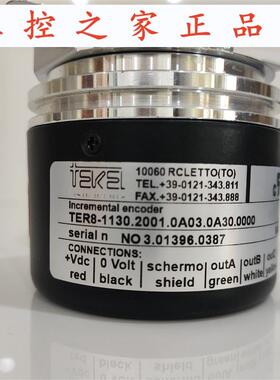 控之家正品
iTEKEL
10060 RCLETTO(TO)
TEL.+39-0121-343.811
FAX.+39-0121-343.888
Incremental encoder
TER8-1130.2001.0A03.0A30.0000
serial n NO 3.01396.0387
CONNECTIONS:
+Vdc 0 Volt schermo outA outB
red black shield green white